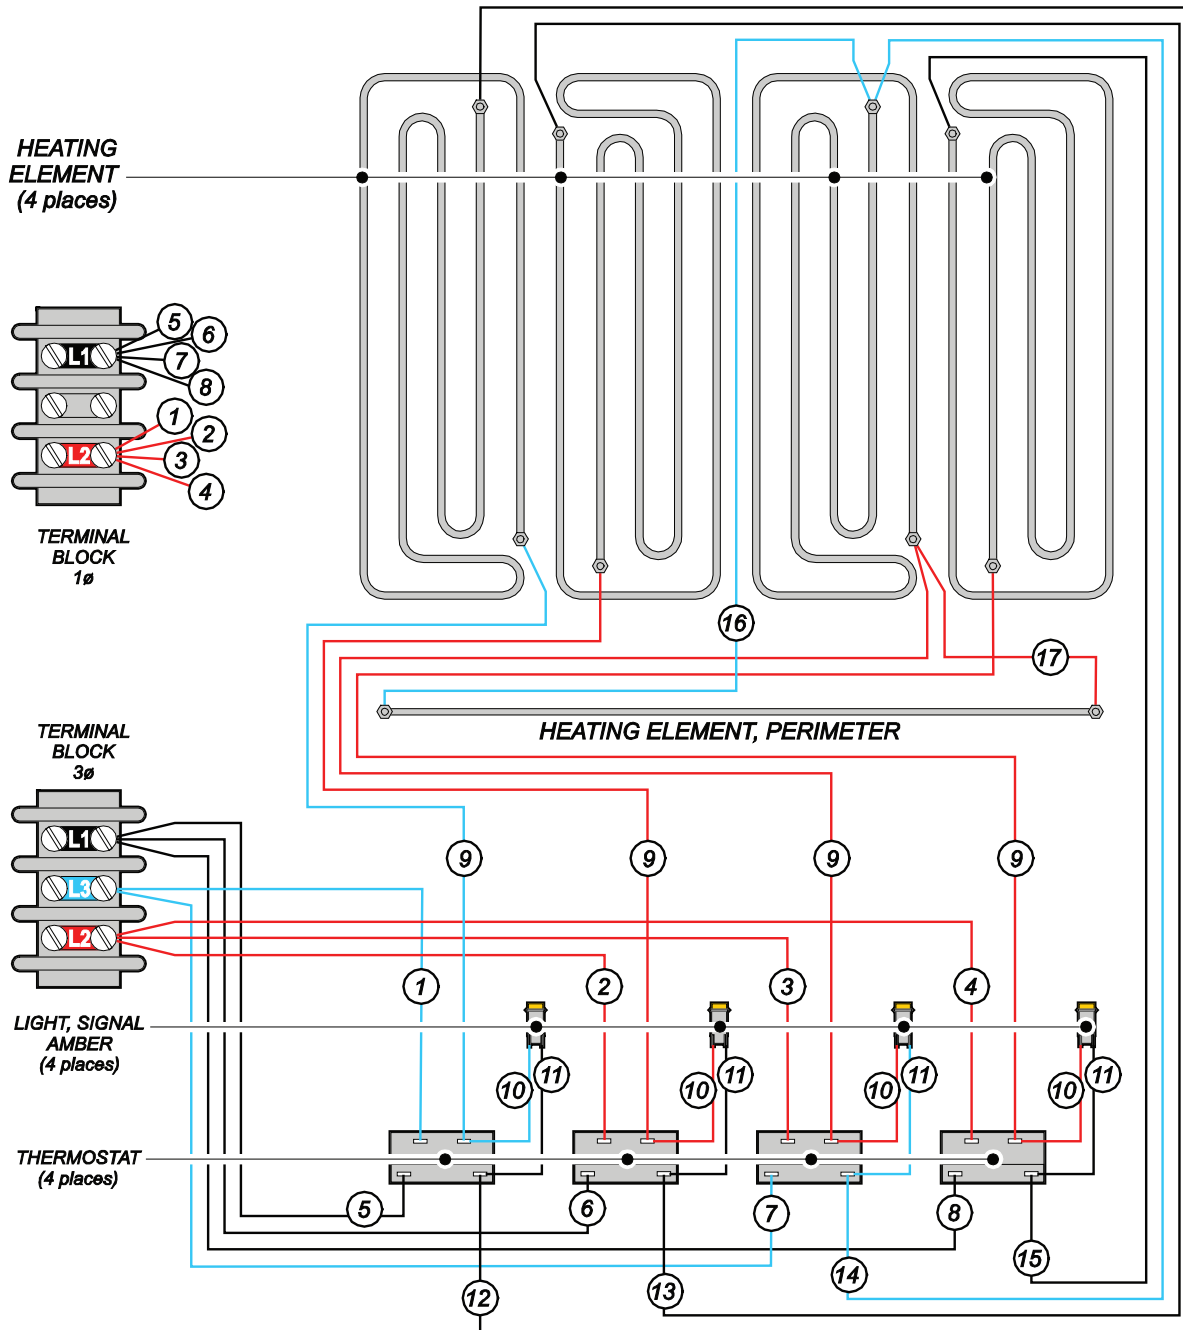 HEATING
ELEMENT
(4 places)
L1
5
6
7
8
L2
1
2
3
4
TERMINAL
BLOCK
1ø
16
17
HEATING ELEMENT, PERIMETER
TERMINAL
BLOCK
3ø
L1
L3
L2
9
9
9
9
1
2
3
4
LIGHT, SIGNAL
AMBER
(4 places)
10
11
10
11
10
11
10
11
THERMOSTAT
(4 places)
5
6
7
8
12
13
14
15